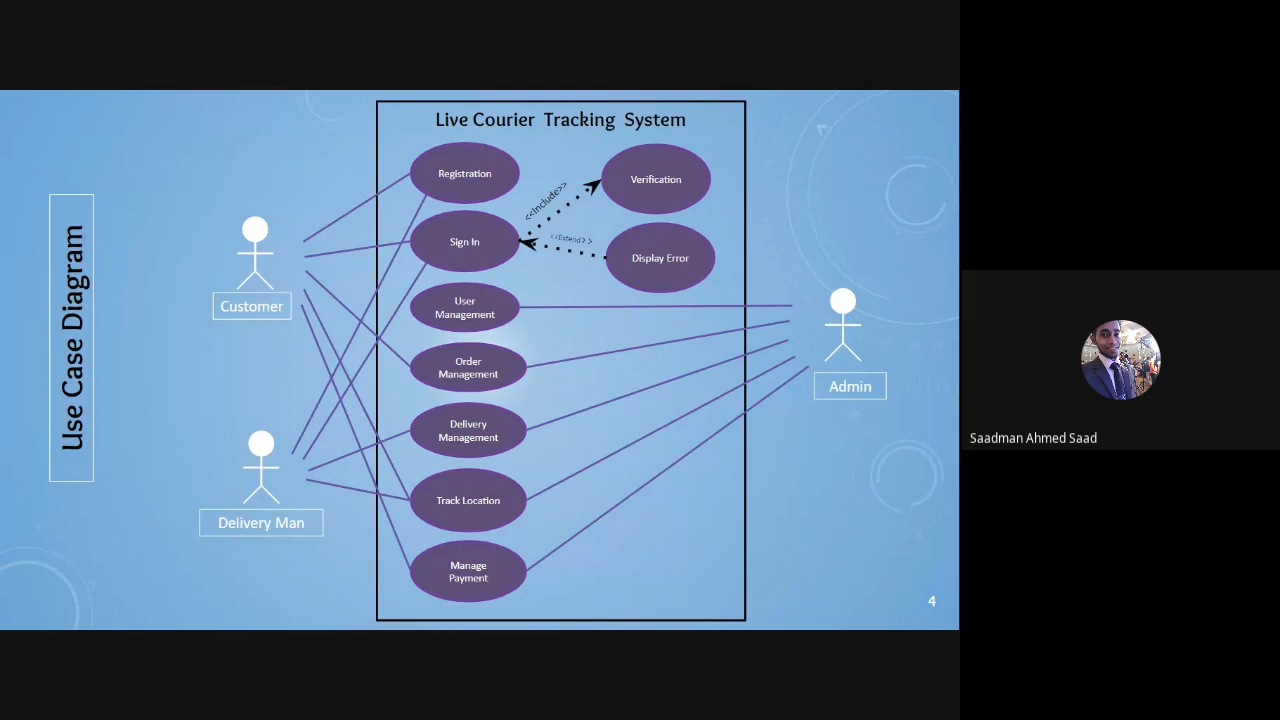 Use Case Diagram
Live Courier Tracking System
Registration
Verification
<<Include>>
Sign In
<<Extend>>
Display Error
Customer
User
Management
Order
Management
Admin
Delivery
Management
Delivery Man
Track Location
Manage
Payment
4
Saadman Ahmed Saad